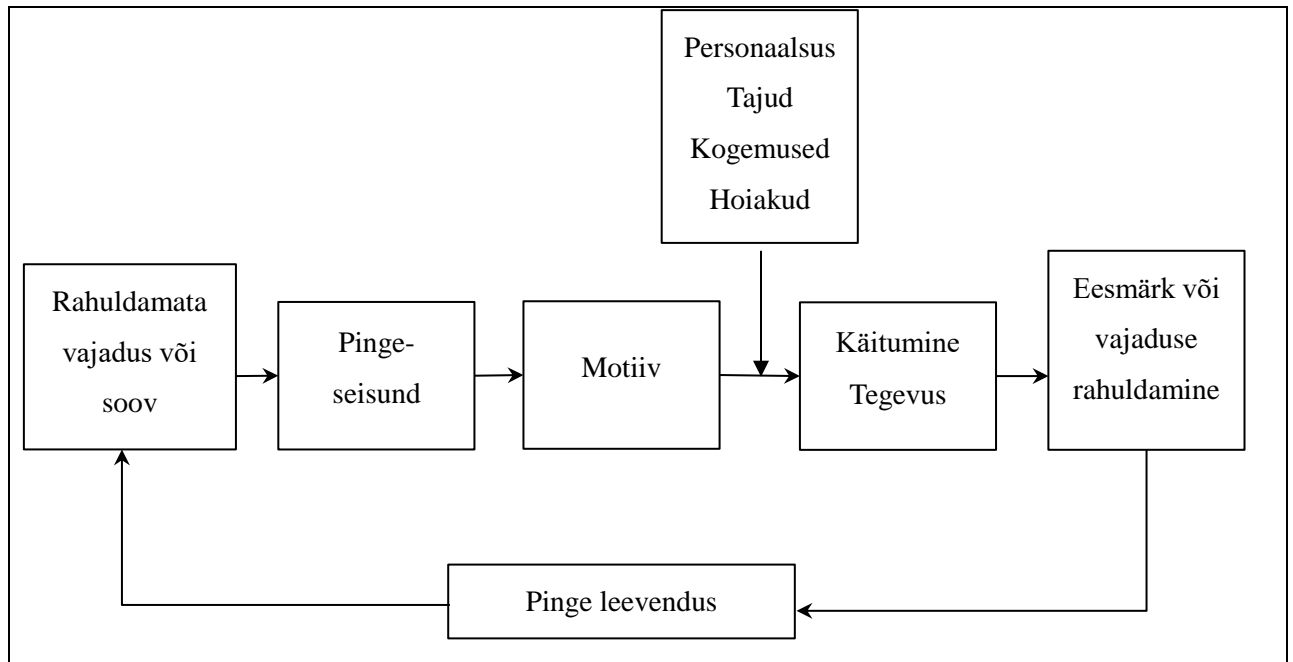 Personaalsus
Tajud
Kogemused
Hoiakud
Rahuldamata
vajadus või
soov
Pinge-
seisund
Motiiv
Käitumine
Tegevus
Eesmärk või
vajaduse
rahuldamine
Pinge leevendus